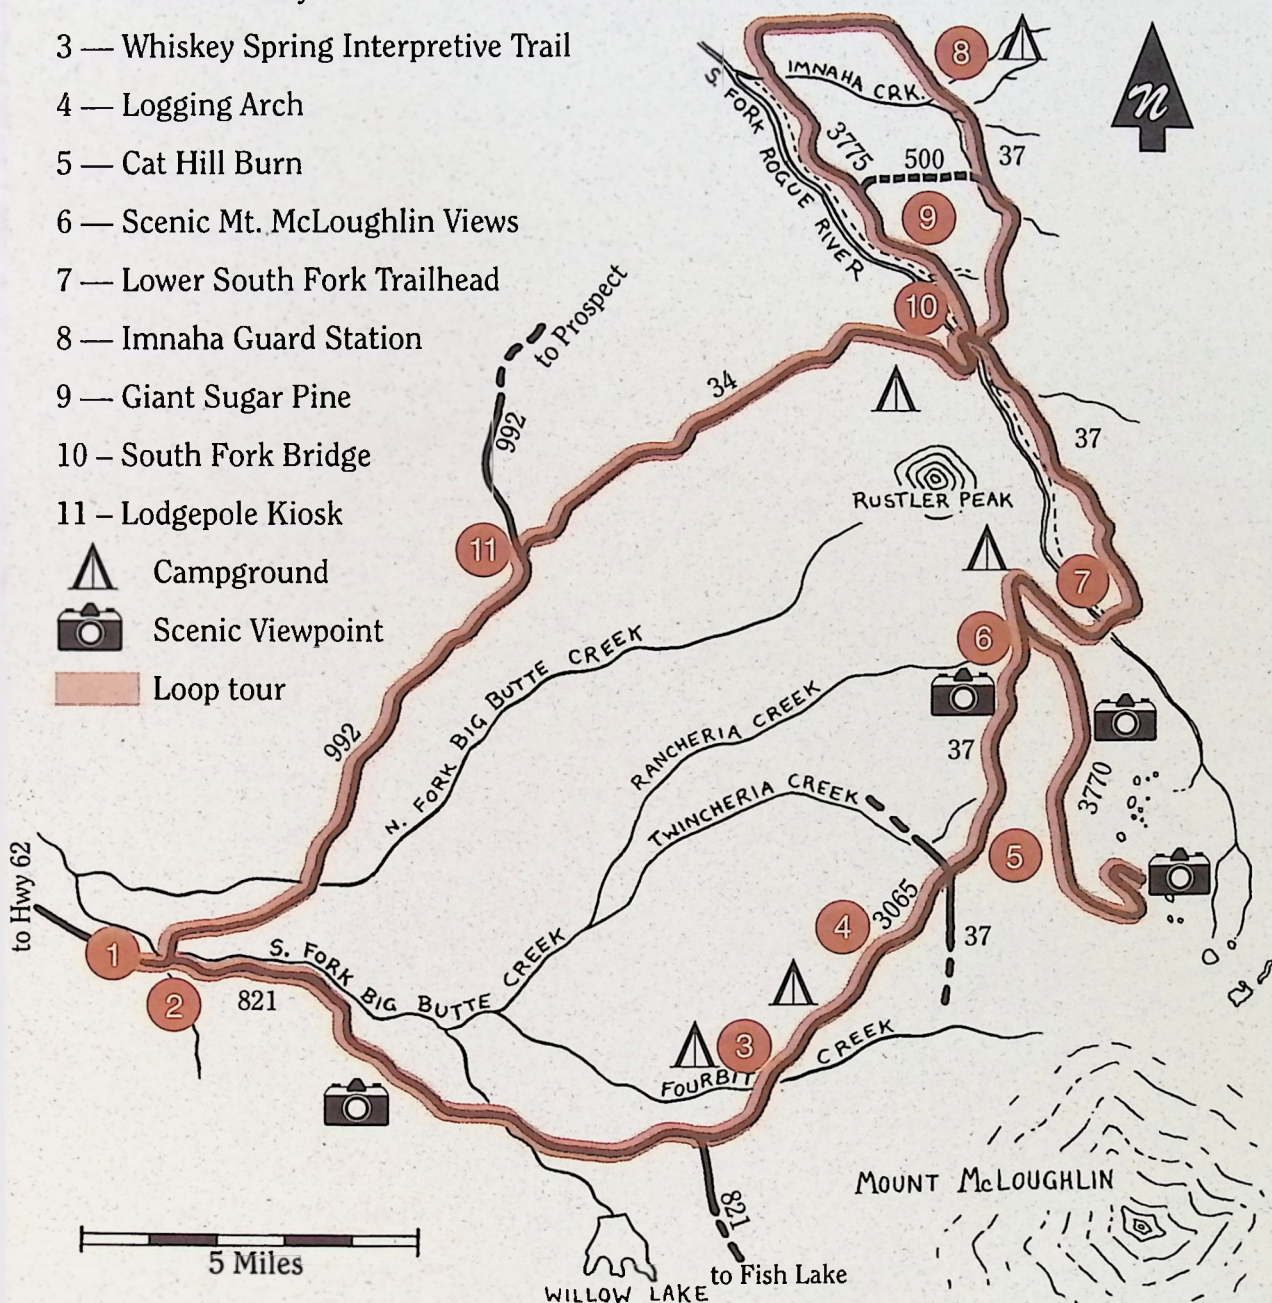 3 — Whiskey Spring Interpretive Trail
4 — Logging Arch
5 — Cat Hill Burn
6 — Scenic Mt. McLoughlin Views
7 — Lower South Fork Trailhead
8 — Imnaha Guard Station
9 — Giant Sugar Pine
10 – South Fork Bridge
11 – Lodgepole Kiosk
Campground
Scenic Viewpoint
Loop tour
8
IMNAHA CRK.
n
S. FORK ROGUE RIVER
3775
500
37
9
10
to Prospect
992
34
37
RUSTLER PEAK
11
7
6
N. FORK BIG BUTTE CREEK
RANCHERIA CREEK
TWINCHERIA CREEK
992
37
3770
5
to Hwy 62
3065
4
37
1
2
821
S. FORK BIG BUTTE CREEK
3
FOURBIT CREEK
MOUNT McLOUGHLIN
821
5 Miles
to Fish Lake
WILLOW LAKE